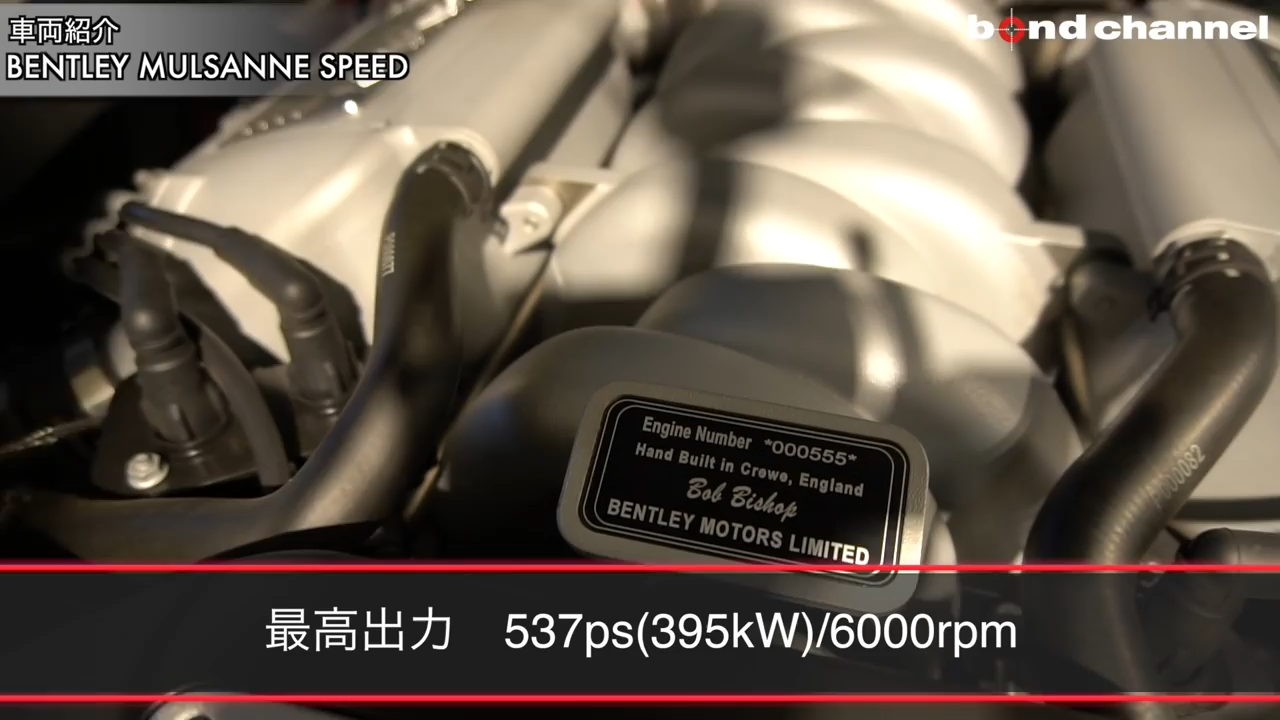 車両紹介
BENTLEY MULSANNE SPEED
bond channel
Engine Number *000555*
Hand Built in Crewe, England
Bob Bishop
BENTLEY MOTORS LIMITED
最高出力 537ps(395kW)/6000rpm